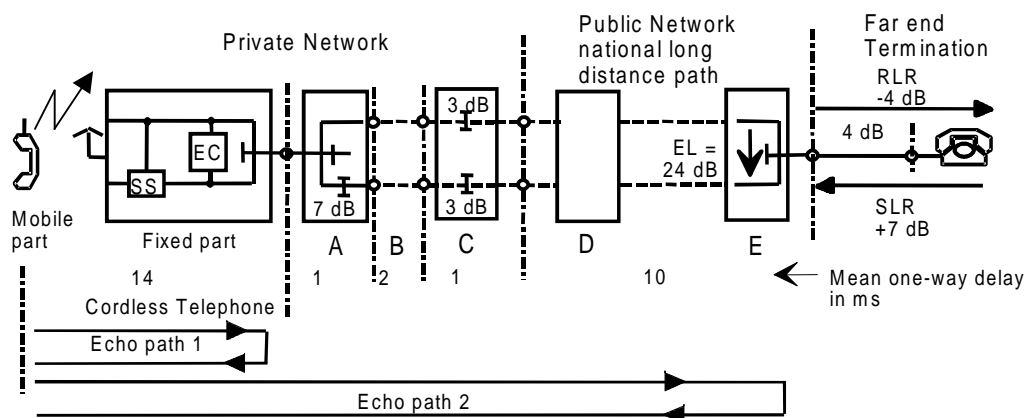 Private Network
Public Network
national long
distance path
Far end
Termination
RLR
-4 dB
3 dB
4 dB
EC
EL =
24 dB
SS
7 dB
3 dB
SLR
+7 dB
Mobile
part
Fixed part
A
B
C
D
E
14
1
2
1
10
Mean one-way delay
in ms
Cordless Telephone
Echo path 1
Echo path 2